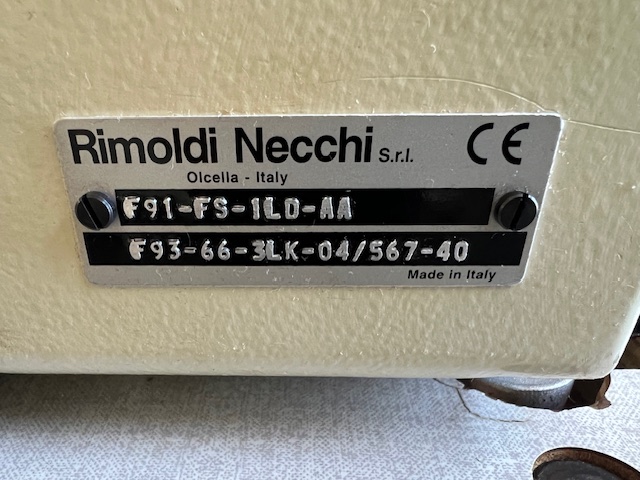 Rimoldi Necchi S.r.l. CE
Olcella - Italy
F91-FS-1LD-AA
F93-66-3LK-04/567-40
Made in Italy